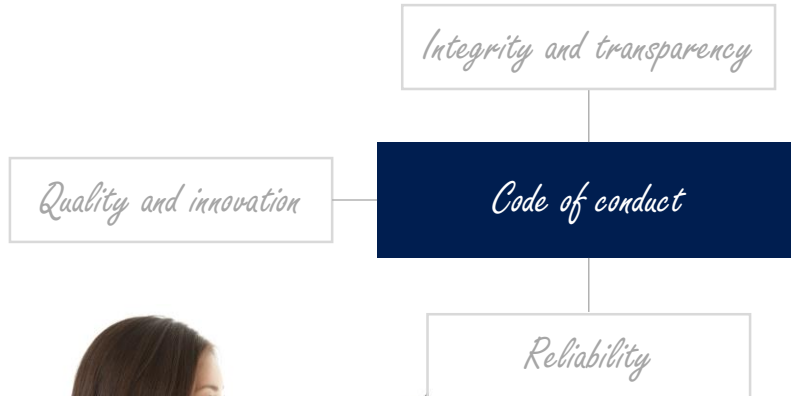 Integrity and transparency
Quality and innovation
Code of conduct
Reliability